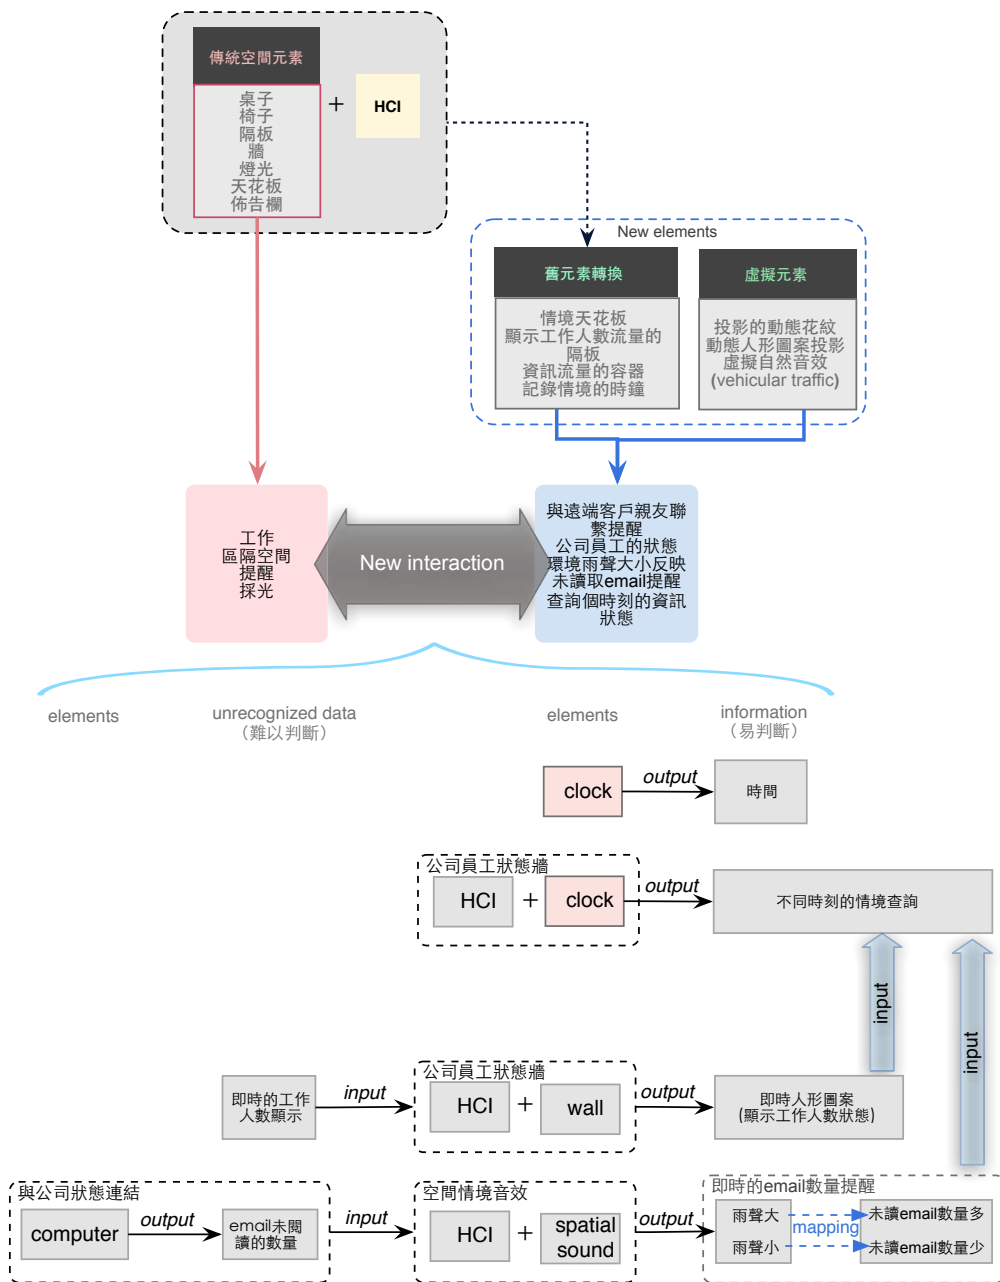 傳統空間元素
桌子
椅子
隔板
牆
燈光
天花板
佈告欄
+
HCI
New elements
舊元素轉換
情境天花板
顯示工作人數流量的
隔板
資訊流量的容器
記錄情境的時鐘
虛擬元素
投影的動態花紋
動態人形圖案投影
虛擬自然音效
(vehicular traffic)
工作
區隔空間
提醒
採光
New interaction
與遠端客戶親友聯
繫提醒
公司員工的狀態
環境雨聲大小反映
未讀取email提醒
查詢個時刻的資訊
狀態
elements
unrecognized data
（難以判斷）
elements
information
（易判斷）
clock
output
時間
公司員工狀態牆
HCI
+
clock
output
不同時刻的情境查詢
input
input
即時的工作
人數顯示
input
公司員工狀態牆
HCI
+
wall
output
即時人形圖案
(顯示工作人數狀態)
與公司狀態連結
computer
output
email未閱
讀的數量
input
空間情境音效
HCI
+
spatial
sound
output
即時的email數量提醒
雨聲大
mapping
未讀email數量多
雨聲小
未讀email數量少